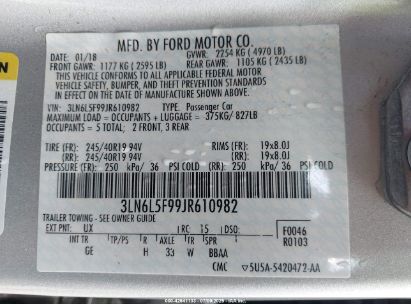 MFD. BY FORD MOTOR CO.
01/18 GVWR: 2254 KG ( 4970 LB)
FRONT GAWR: 1177 KG ( 2595 LB) REAR GAWR: 1105 KG ( 2435 LB)
THIS VEHICLE CONFORMS TO ALL APPLICABLE FEDERAL MOTOR
VEHICLE SAFETY, BUMPER, AND THEFT PREVENTION STANDARDS
IN EFFECT ON THE DATE OF MANUFACTURE SHOWN ABOVE.
VIN: 3LN6L5F99JR610982 TYPE: Passenger Car
MAXIMUM LOAD = OCCUPANTS + LUGGAGE = 375KG/ 827LB
OCCUPANTS = 5 TOTAL: 2 FRONT, 3 REAR
TIRE (FR): 245/40R19 94V RIMS (FR): 19x8.0J
(RR): 245/40R19 94V (RR): 19x8.0J
PRESSURE (FR): 250 kPa/ 36 PSI COLD (RR): 250 kPa/ 36 PSI COLD
3LN6L5F99JR610982
TRAILER TOWING - SEE OWNER GUIDE
EXT PNT: UX RC: 15 DSO: F0046
INT TR TP/PS R AXLE TR SPR R0103
GE H 33 W BBAA
CMC 5U5A-5420472-AA